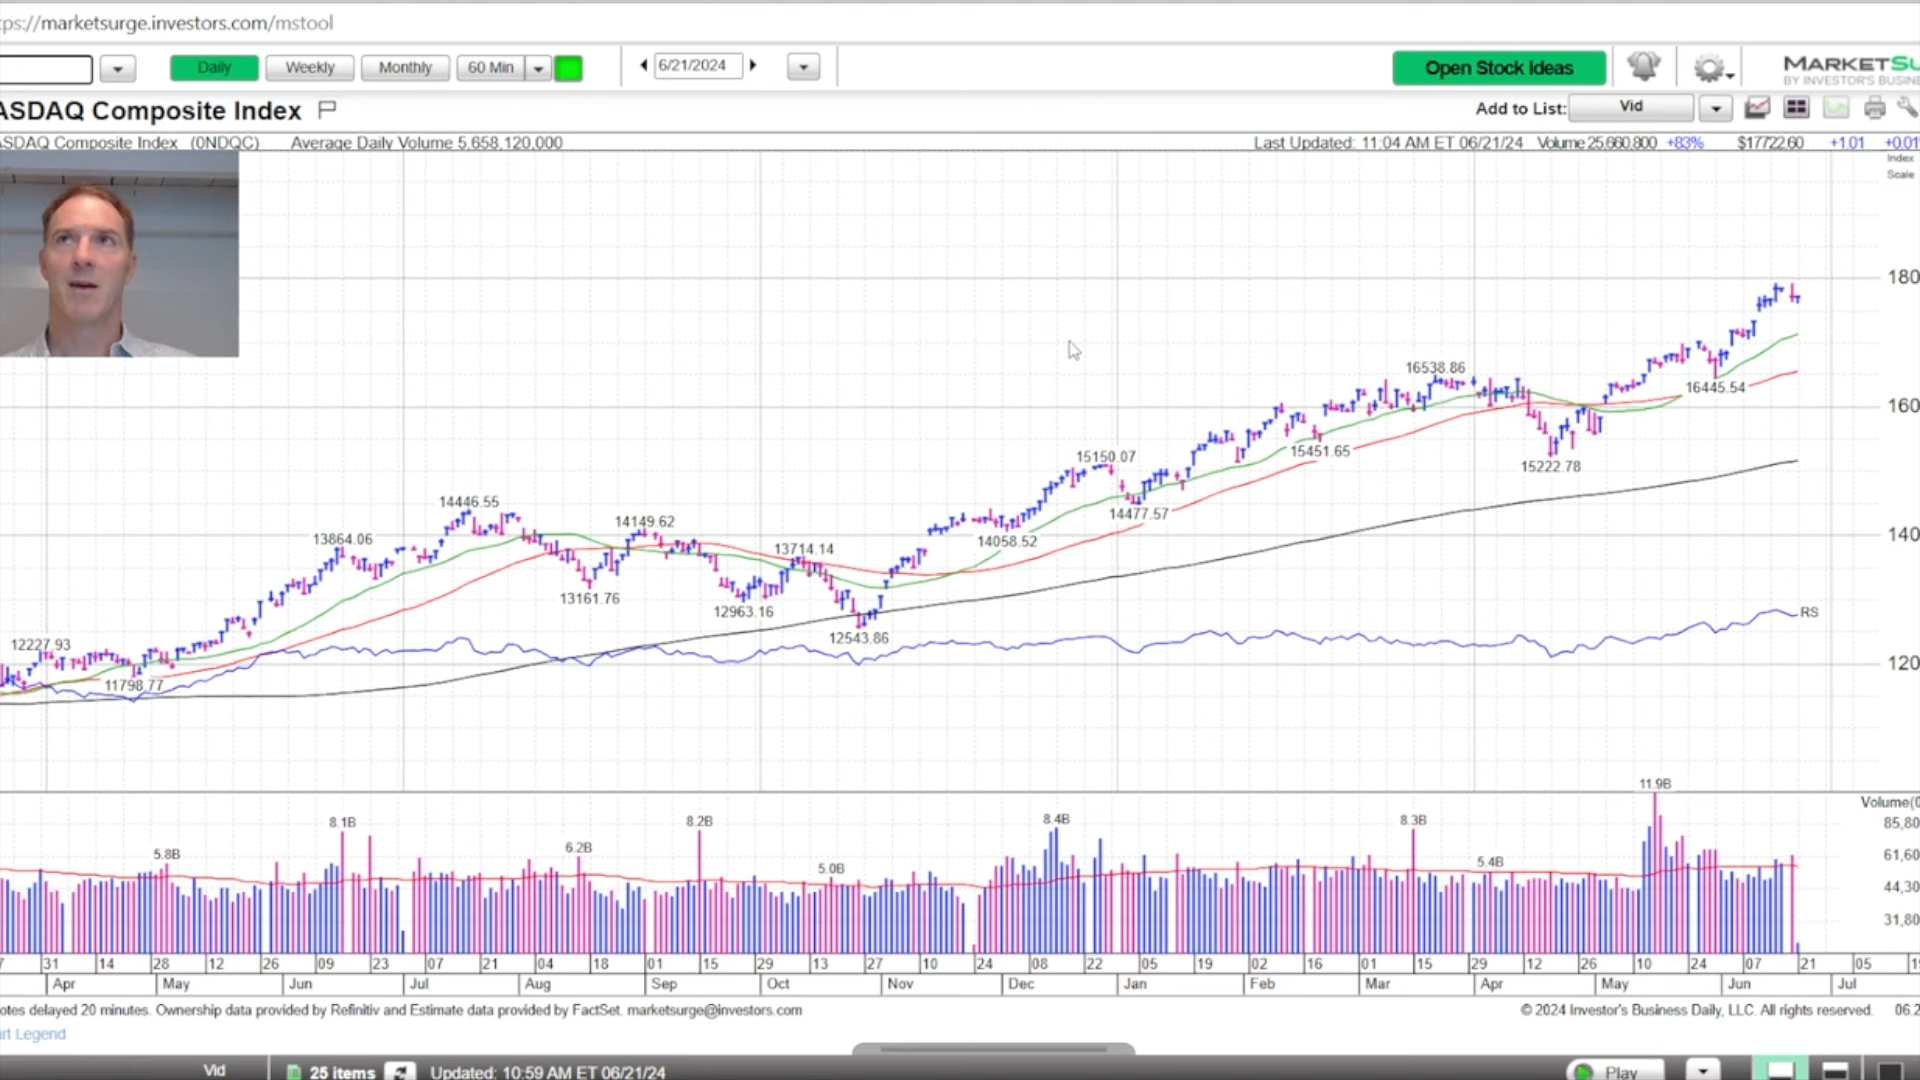 ps://marketsurge.investors.com/mstool
Daily Weekly Monthly 60 Min 6/21/2024 Open Stock Ideas MARKETSU
BY INVESTOR'S BUSINE
ASDAQ Composite Index Add to List: Vid
ASDAQ Composite Index (0NDQC) Average Daily Volume 5,658,120,000 Last Updated: 11:04 AM ET 06/21/24 Volume 25,660,800 +83% $17722.60 +1.01 +0.01
Index
Scale
180
16538.86
16445.54
160
15451.65
15150.07
15222.78
14446.55
14477.57
14149.62
13864.06
14058.52
140
13714.14
13161.76
12963.16
RS
12543.86
12227.93
120
11798.77
11.9B
Volume(0
8.1B 8.2B 8.4B 8.3B 85,80
5.8B 6.2B 5.0B 5.4B 61,60
44,30
31,80
7 31 14 28 12 26 09 23 07 21 04 18 01 15 29 13 27 10 24 08 22 05 19 02 16 01 15 29 12 26 10 24 07 21 05 19
Apr May Jun Jul Aug Sep Oct Nov Dec Jan Feb Mar Apr May Jun Jul
otes delayed 20 minutes. Ownership data provided by Refinitiv and Estimate data provided by FactSet. marketsurge@investors.com © 2024 Investor's Business Daily, LLC. All rights reserved. 06.2
rt Legend
Vid 25 items Updated: 10:59 AM ET 06/21/24 Play